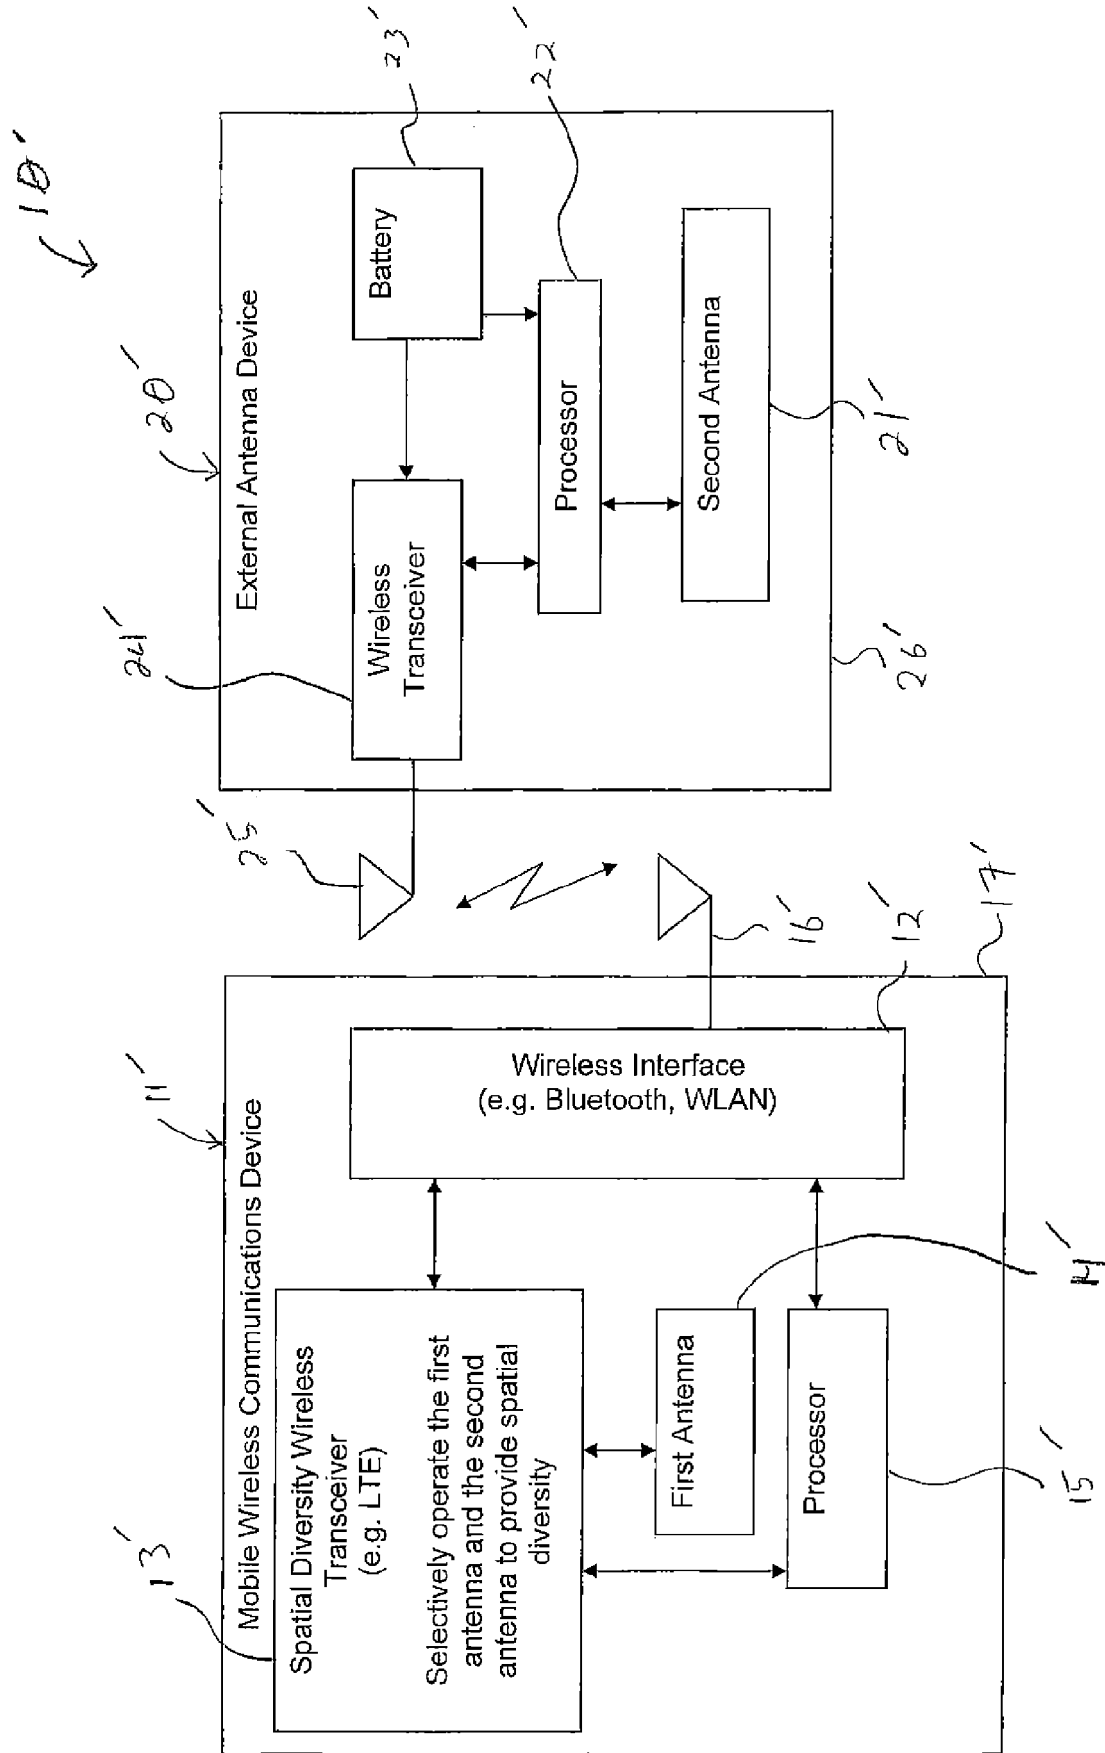 10'
20'
External Antenna Device
24'
Wireless
Transceiver
Battery
23'
Processor
22'
Second Antenna
21'
26'
25'
16'
11'
Mobile Wireless Communications Device
13'
Spatial Diversity Wireless
Transceiver
(e.g. LTE)
Selectively operate the first
antenna and the second
antenna to provide spatial
diversity
Wireless Interface
(e.g. Bluetooth, WLAN)
12'
17'
First Antenna
14'
Processor
15'